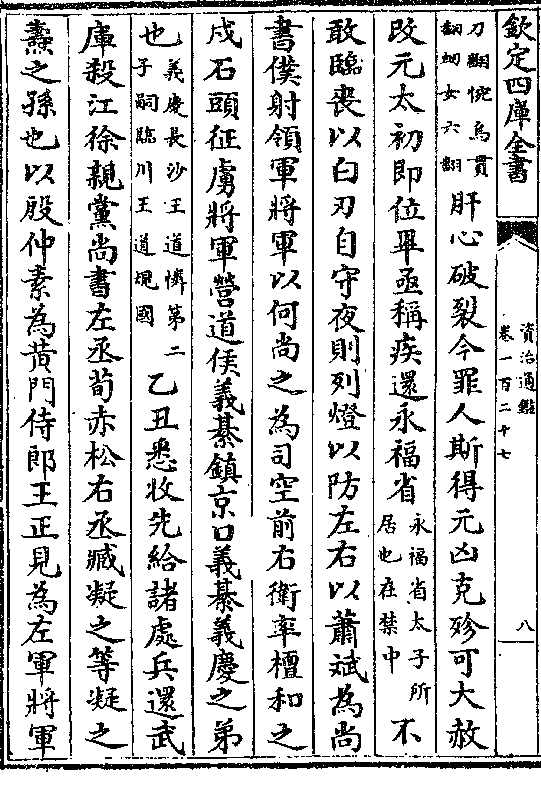 欽定四庫全書
資治通鑑
卷一百二十七
八
刀翻惋烏貫
翻衂女六翻
肝心破裂今罪人斯得元凶克殄可大赦
改元太初即位畢亟稱疾還永福省
永福省太子所
居也在禁中
不
敢臨喪以白刃自守夜則列燈以防左右以蕭斌為尚
書僕射領軍將軍以何尚之為司空前右衛率檀和之
戍石頭征虜將軍營道侯義綦鎮京口義綦義慶之弟
也
義慶長沙王道憐第二
子嗣臨川王道規國
乙丑悉收先給諸處兵還武
庫殺江徐親黨尚書左丞荀赤松右丞臧凝之等凝之
燾之孫也以殷仲素為黃門侍郎王正見為左軍將軍